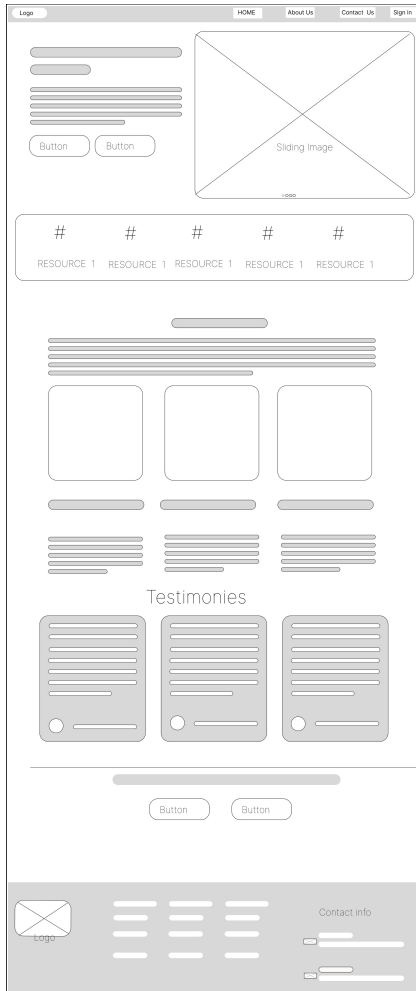 Logo HOME About Us Contact Us Sign in
Button Button
Sliding Image
LOGO
# # # # #
RESOURCE 1 RESOURCE 1 RESOURCE 1 RESOURCE 1 RESOURCE 1
Testimonies
Button Button
Contact info
Logo